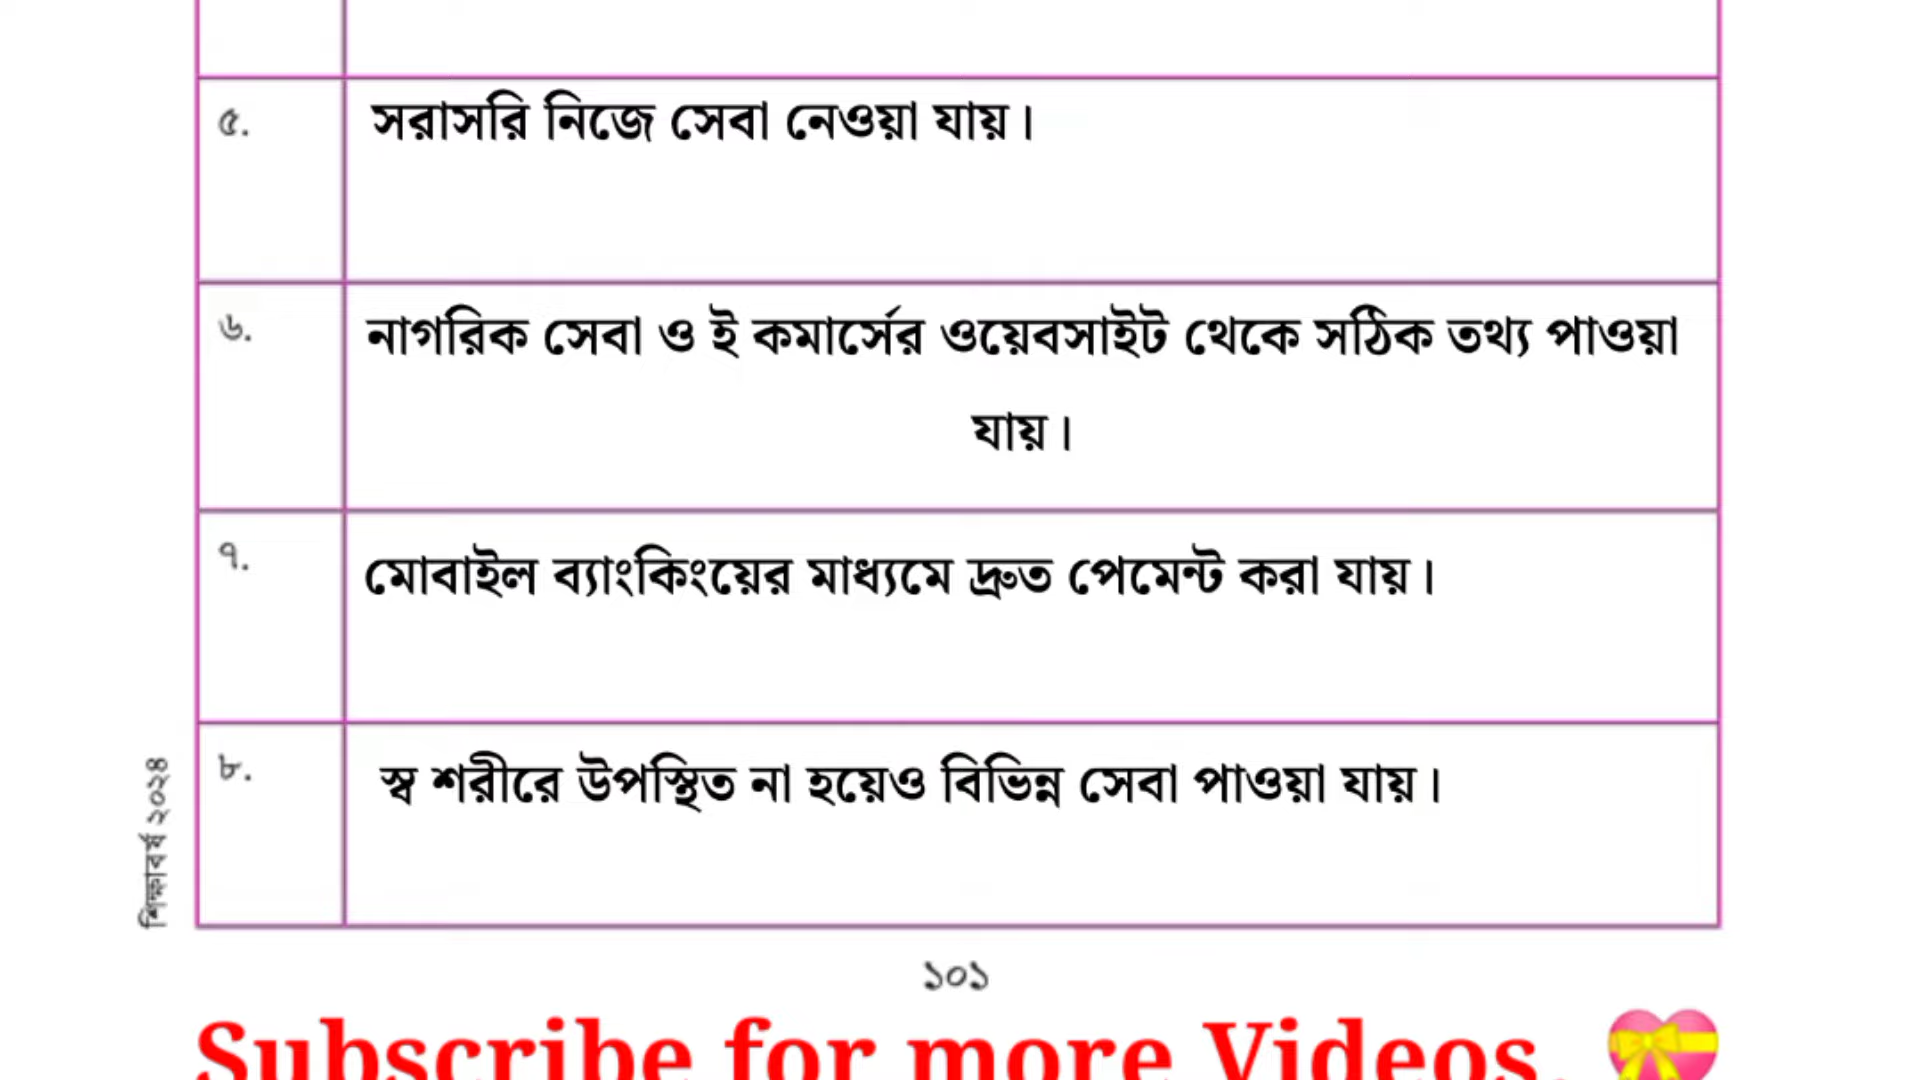 ৫. সরাসরি নিজে সেবা নেওয়া যায়।
৬. নাগরিক সেবা ও ই কমার্সের ওয়েবসাইট থেকে সঠিক তথ্য পাওয়া
যায়।
৭. মোবাইল ব্যাংকিংয়ের মাধ্যমে দ্রুত পেমেন্ট করা যায়।
৮. স্ব শরীরে উপস্থিত না হয়েও বিভিন্ন সেবা পাওয়া যায়।
শিক্ষাবর্ষ ২০২৪
১০১
Subscribe for more Videos.